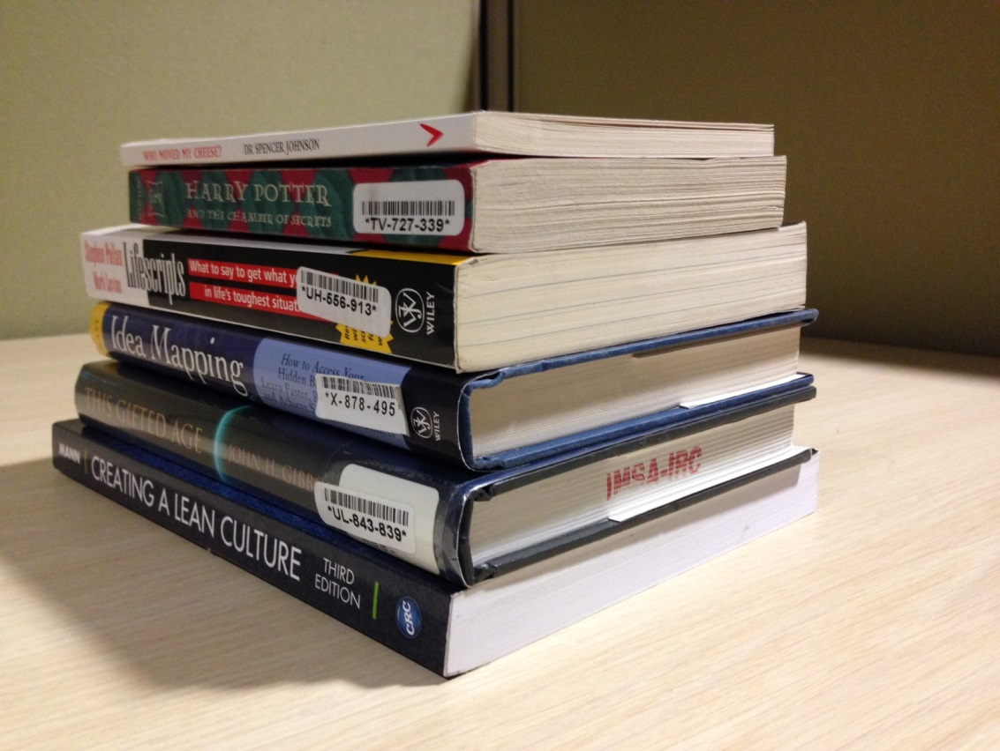 WHO MOVED MY CHEESE? DR SPENCER JOHNSON
HARRY POTTER
AND THE CHAMBER OF SECRETS
*TV-727-339*
Stephen Pollan
Mark Levine
Lifescripts
What to say to get what
in life's toughest
*UH-556-913*
WILEY
Idea Mapping
How to Access Your
Hidden
Learn Faster,
*X-878-495
WILEY
THIS GIFTED AGE
JOHN H.
*UL-843-839*
IMSA-IRC
MANN
CREATING A LEAN CULTURE
THIRD
EDITION
CRC